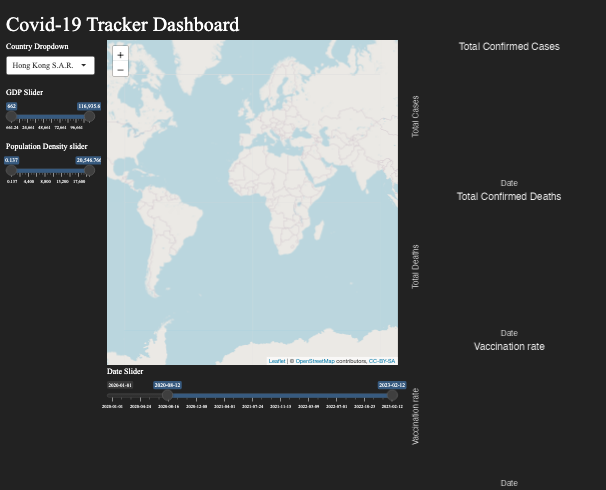 Covid-19 Tracker Dashboard
Country Dropdown
Hong Kong S.A.R.
GDP Slider
662 116,935.6
661.24 24,661 48,661 72,661 96,661
Population Density slider
0.137 20,546.766
0.137 4,400 8,800 13,200 17,600
+
−
Leaflet | © OpenStreetMap contributors, CC-BY-SA
Date Slider
2020-01-01 2020-08-12 2023-02-12
2020-01-01 2020-04-24 2020-08-16 2020-12-08 2021-04-01 2021-07-24 2021-11-15 2022-03-09 2022-07-01 2022-10-23 2023-02-12
Total Confirmed Cases
Total Cases
Date
Total Confirmed Deaths
Total Deaths
Date
Vaccination rate
Vaccination rate
Date